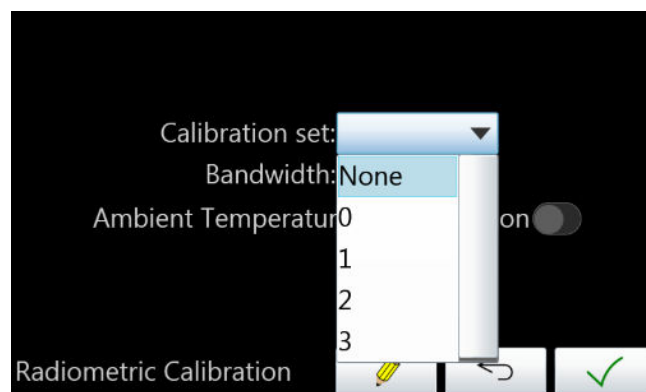 Calibration set:
Bandwidth:
None
Ambient Temperatur
0
on
1
2
3
Radiometric Calibration